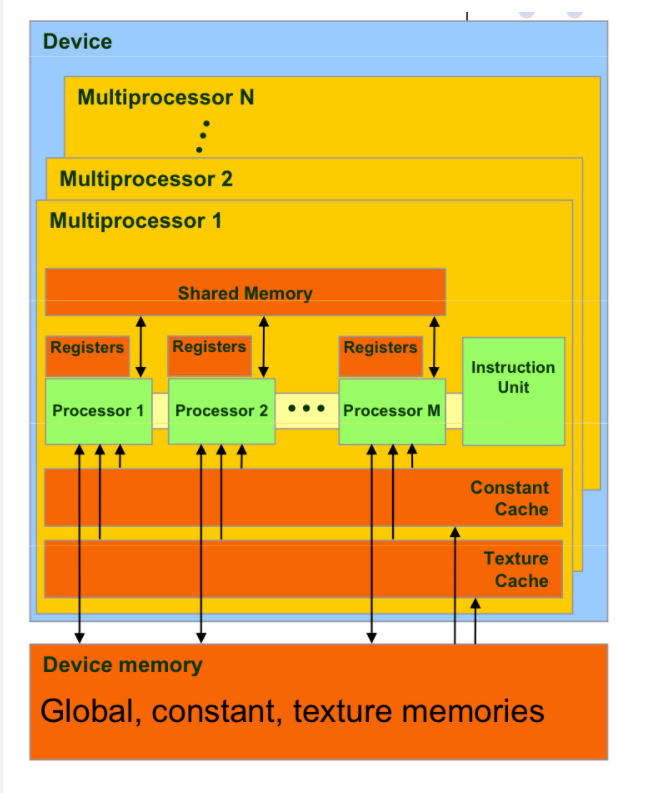 Device
Multiprocessor N
Multiprocessor 2
Multiprocessor 1
Shared Memory
Registers
Registers
Registers
Instruction
Unit
Processor 1
Processor 2
Processor M
Constant
Cache
Texture
Cache
Device memory
Global, constant, texture memories